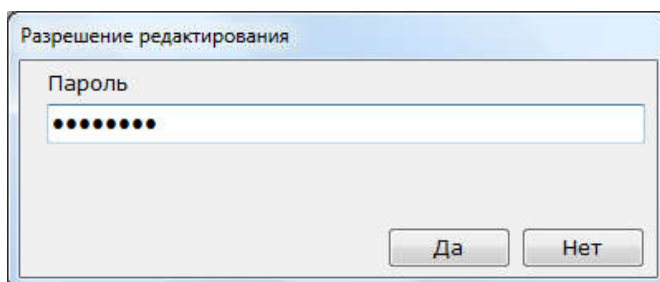 Разрешение редактирования
Пароль
••••••••
Да Нет